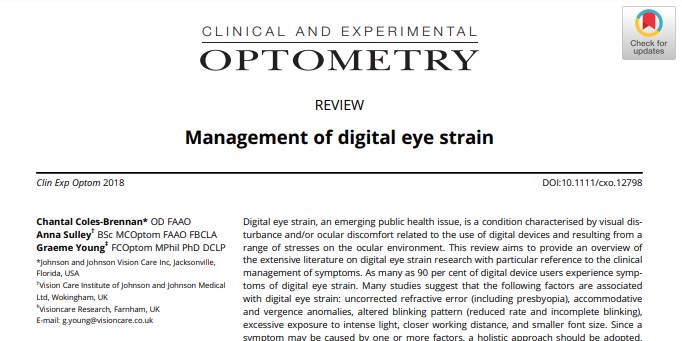 CLINICAL AND EXPERIMENTAL
OPTOMETRY
Check for
updates
REVIEW
Management of digital eye strain
Clin Exp Optom 2018
DOI:10.1111/cxo.12798
Chantal Coles-Brennan* OD FAAO
Anna Sulley† BSc MCOptom FAAO FBCLA
Graeme Young‡ FCOptom MPhil PhD DCLP
*Johnson and Johnson Vision Care Inc, Jacksonville,
Florida, USA
†Vision Care Institute of Johnson and Johnson Medical
Ltd, Wokingham, UK
‡Visioncare Research, Farnham, UK
E-mail: g.young@visioncare.co.uk
Digital eye strain, an emerging public health issue, is a condition characterised by visual dis-
turbance and/or ocular discomfort related to the use of digital devices and resulting from a
range of stresses on the ocular environment. This review aims to provide an overview of
the extensive literature on digital eye strain research with particular reference to the clinical
management of symptoms. As many as 90 per cent of digital device users experience symp-
toms of digital eye strain. Many studies suggest that the following factors are associated
with digital eye strain: uncorrected refractive error (including presbyopia), accommodative
and vergence anomalies, altered blinking pattern (reduced rate and incomplete blinking),
excessive exposure to intense light, closer working distance, and smaller font size. Since a
symptom may be caused by one or more factors, a holistic approach should be adopted.